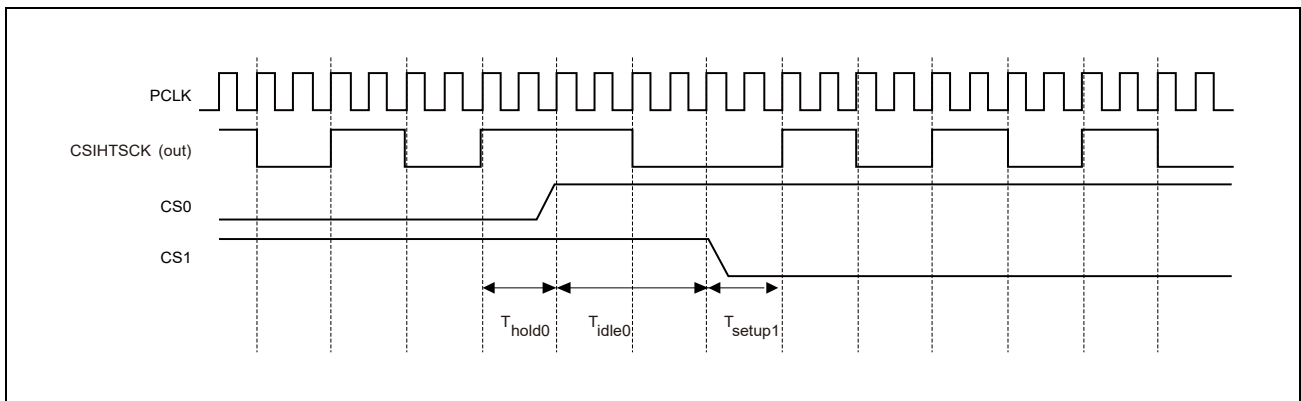 PCLK
CSIHTSCK (out)
CS0
CS1
Thold0 Tidle0 Tsetup1